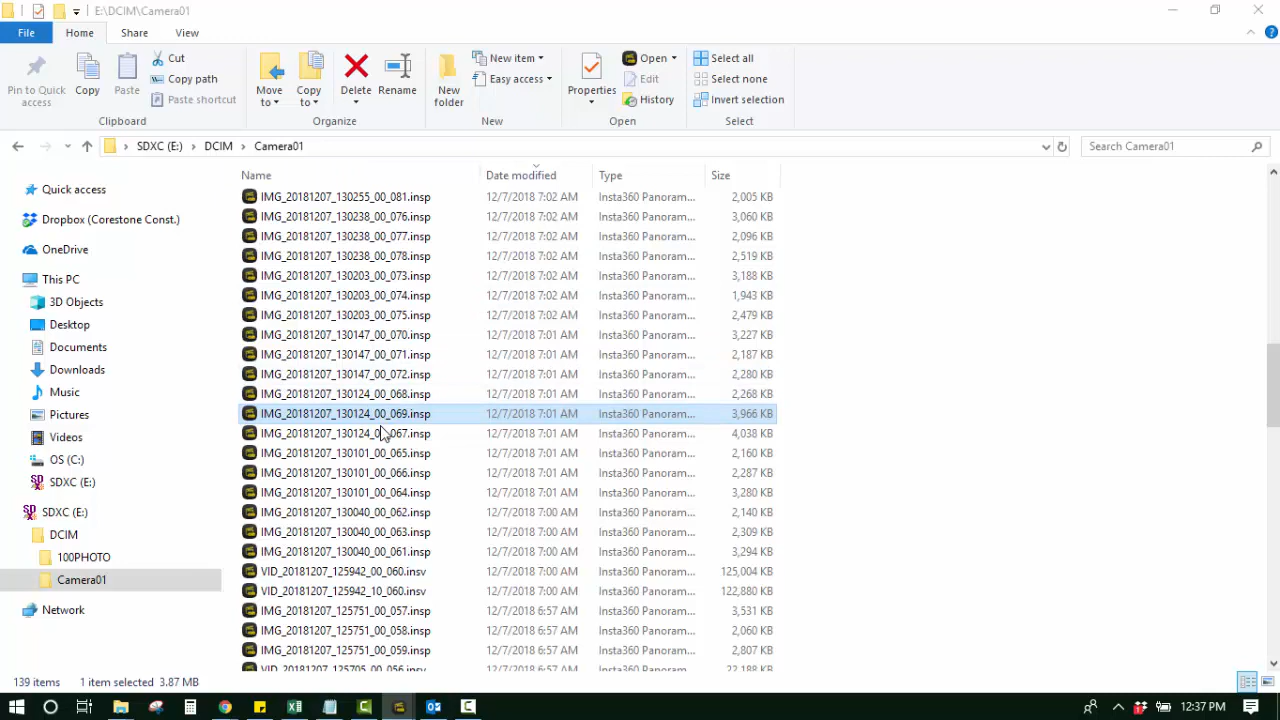 E:\DCIM\Camera01
File Home Share View
Pin to Quick access
Copy
Paste
Cut
Copy path
Paste shortcut
Clipboard
Move to
Copy to
Delete
Rename
Organize
New folder
New item
Easy access
New
Properties
Open
Edit
History
Open
Select all
Select none
Invert selection
Select
SDXC (E:) > DCIM > Camera01
Search Camera01
Quick access
Dropbox (Corestone Const.)
OneDrive
This PC
3D Objects
Desktop
Documents
Downloads
Music
Pictures
Videos
OS (C:)
SDXC (E:)
SDXC (E:)
DCIM
100PHOTO
Camera01
Network
Name Date modified Type Size
IMG_20181207_130255_00_081.insp 12/7/2018 7:02 AM Insta360 Panoram... 2,005 KB
IMG_20181207_130238_00_076.insp 12/7/2018 7:02 AM Insta360 Panoram... 3,060 KB
IMG_20181207_130238_00_077.insp 12/7/2018 7:02 AM Insta360 Panoram... 2,096 KB
IMG_20181207_130238_00_078.insp 12/7/2018 7:02 AM Insta360 Panoram... 2,519 KB
IMG_20181207_130203_00_073.insp 12/7/2018 7:02 AM Insta360 Panoram... 3,188 KB
IMG_20181207_130203_00_074.insp 12/7/2018 7:02 AM Insta360 Panoram... 1,943 KB
IMG_20181207_130203_00_075.insp 12/7/2018 7:02 AM Insta360 Panoram... 2,479 KB
IMG_20181207_130147_00_070.insp 12/7/2018 7:01 AM Insta360 Panoram... 3,227 KB
IMG_20181207_130147_00_071.insp 12/7/2018 7:01 AM Insta360 Panoram... 2,187 KB
IMG_20181207_130147_00_072.insp 12/7/2018 7:01 AM Insta360 Panoram... 2,280 KB
IMG_20181207_130124_00_068.insp 12/7/2018 7:01 AM Insta360 Panoram... 2,268 KB
IMG_20181207_130124_00_069.insp 12/7/2018 7:01 AM Insta360 Panoram... 3,966 KB
IMG_20181207_130124_00_067.insp 12/7/2018 7:01 AM Insta360 Panoram... 4,038 KB
IMG_20181207_130101_00_065.insp 12/7/2018 7:01 AM Insta360 Panoram... 2,160 KB
IMG_20181207_130101_00_066.insp 12/7/2018 7:01 AM Insta360 Panoram... 2,287 KB
IMG_20181207_130101_00_064.insp 12/7/2018 7:01 AM Insta360 Panoram... 3,280 KB
IMG_20181207_130040_00_062.insp 12/7/2018 7:00 AM Insta360 Panoram... 2,140 KB
IMG_20181207_130040_00_063.insp 12/7/2018 7:00 AM Insta360 Panoram... 2,309 KB
IMG_20181207_130040_00_061.insp 12/7/2018 7:00 AM Insta360 Panoram... 3,294 KB
VID_20181207_125942_00_060.insv 12/7/2018 7:00 AM Insta360 Panoram... 125,004 KB
VID_20181207_125942_10_060.insv 12/7/2018 7:00 AM Insta360 Panoram... 122,880 KB
IMG_20181207_125751_00_057.insp 12/7/2018 6:57 AM Insta360 Panoram... 3,531 KB
IMG_20181207_125751_00_058.insp 12/7/2018 6:57 AM Insta360 Panoram... 2,060 KB
IMG_20181207_125751_00_059.insp 12/7/2018 6:57 AM Insta360 Panoram... 2,807 KB
VID_20181207_125705_00_056.insv 12/7/2018 6:57 AM Insta360 Panoram... 22,188 KB
139 items 1 item selected 3.87 MB
12:37 PM